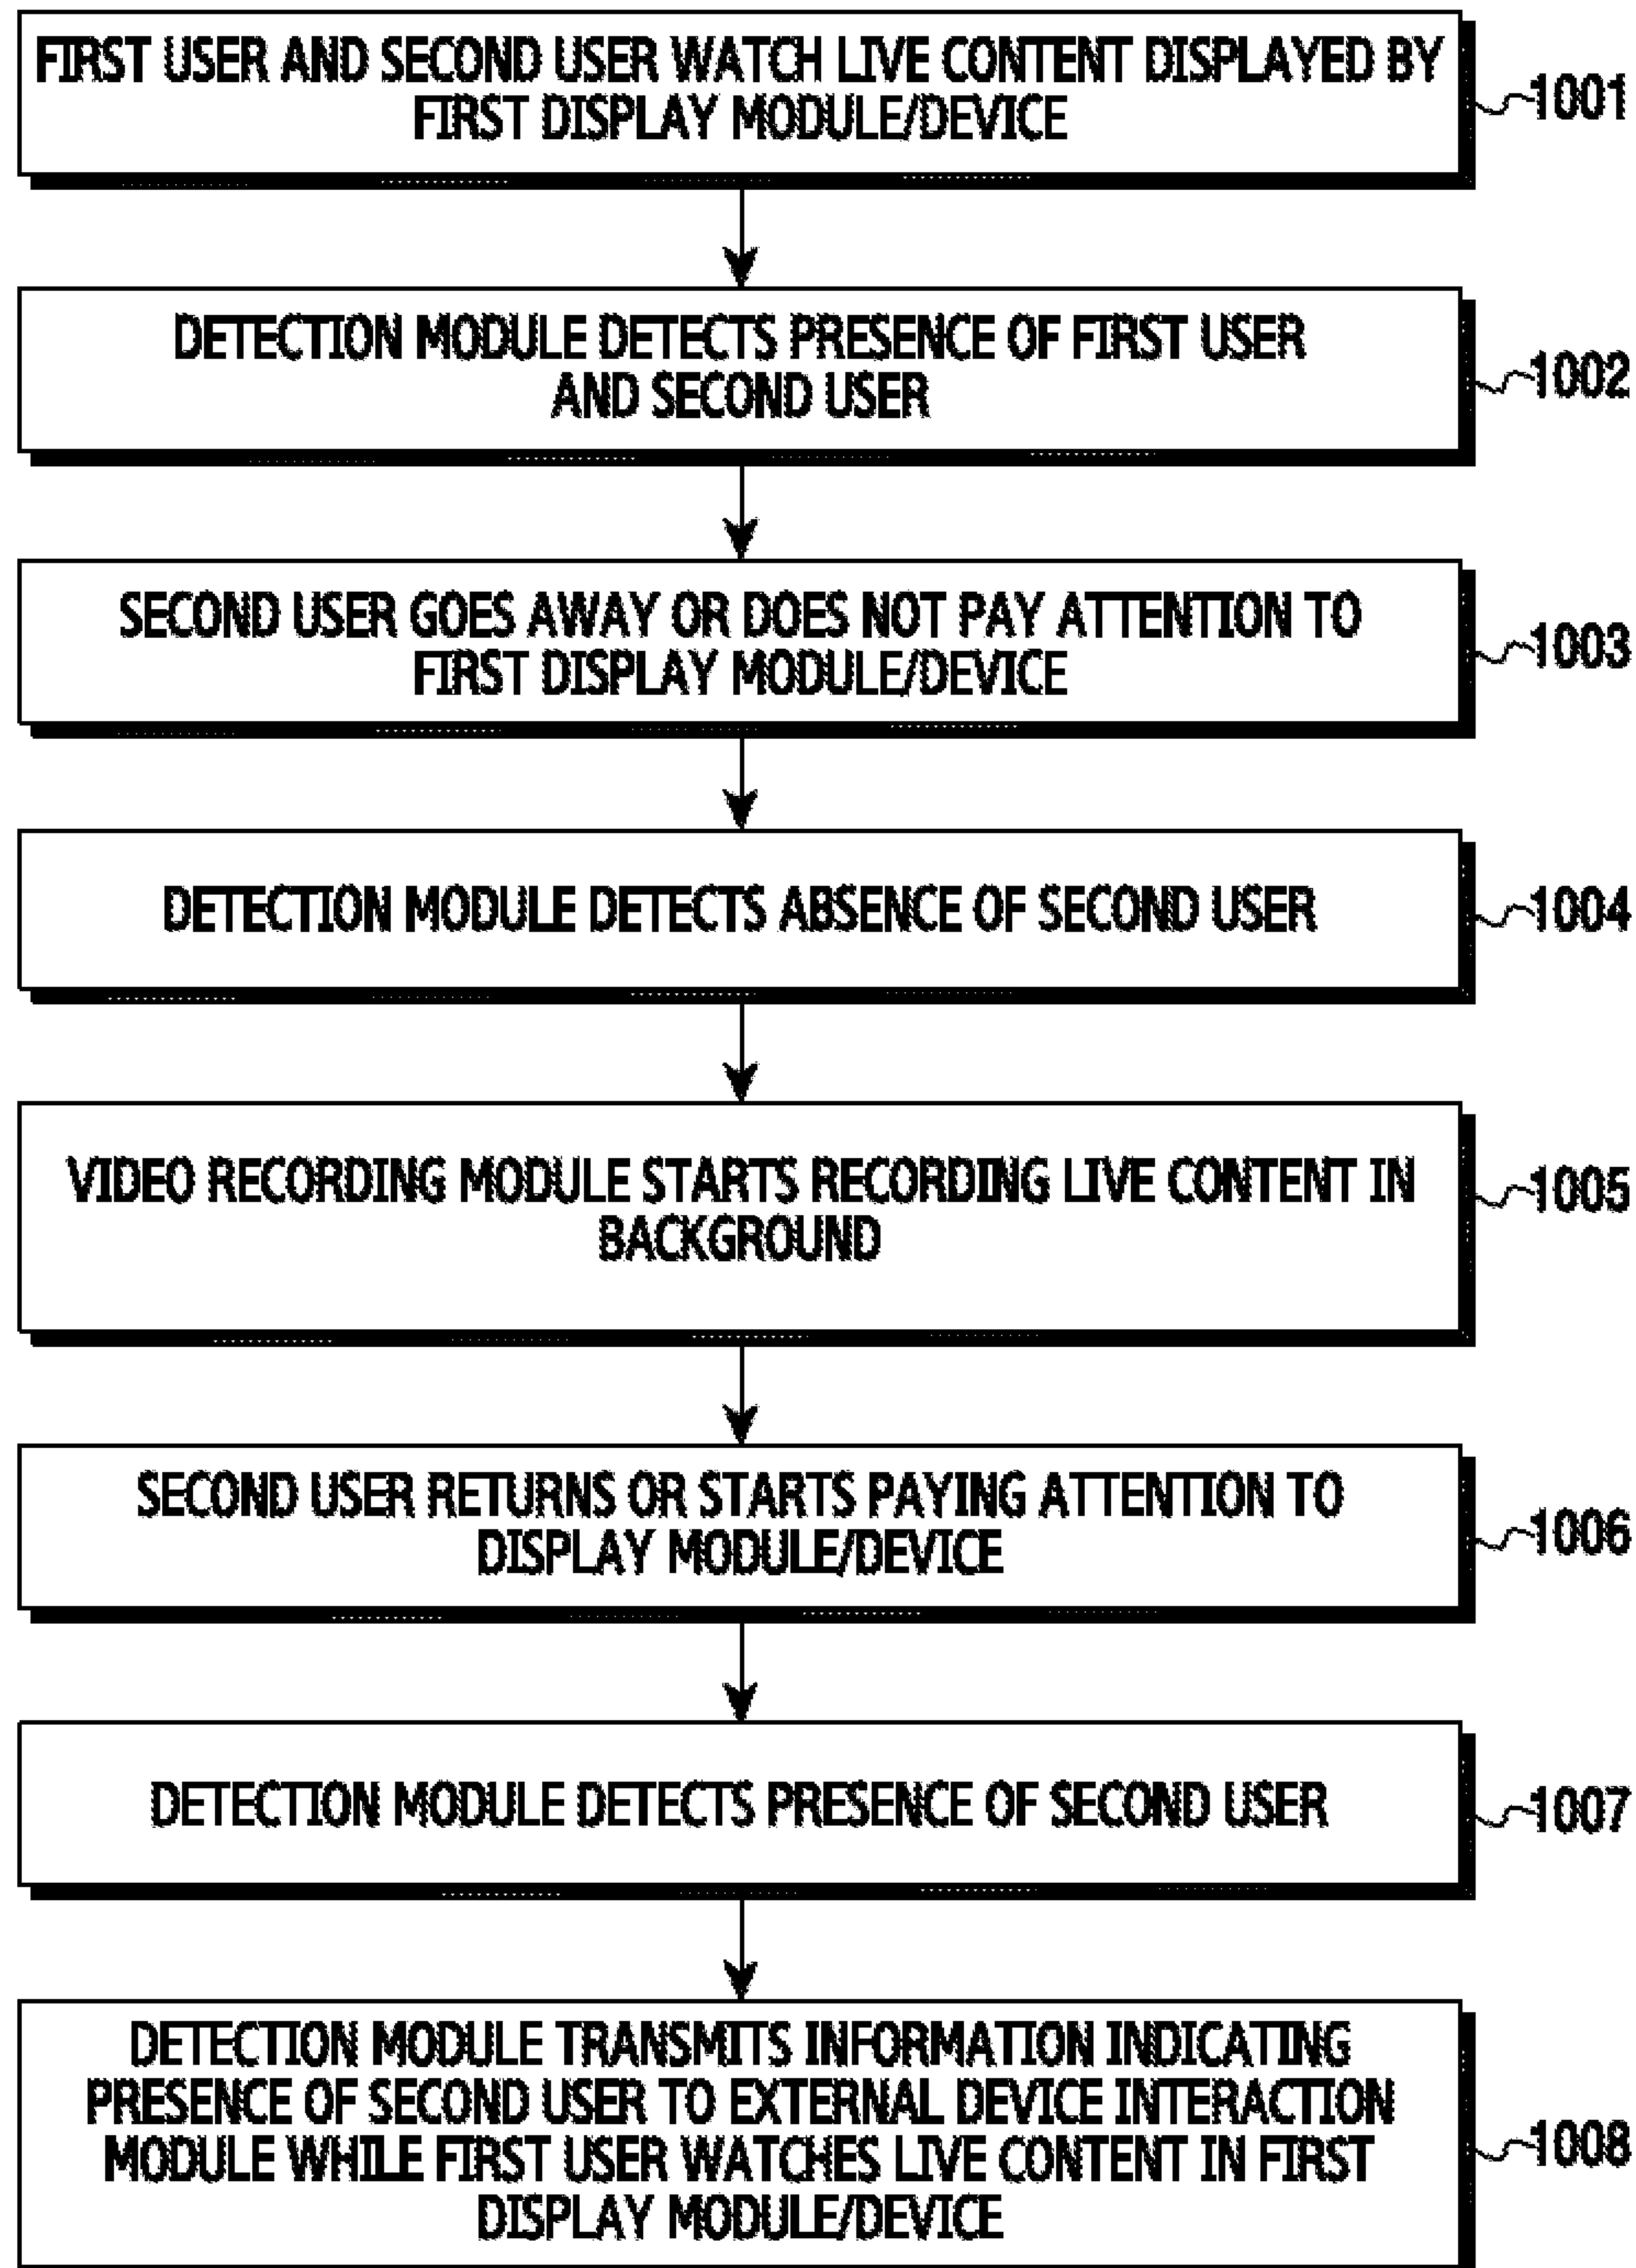 FIRST USER AND SECOND USER WATCH LIVE CONTENT DISPLAYED BY
FIRST DISPLAY MODULE/DEVICE
1001
DETECTION MODULE DETECTS PRESENCE OF FIRST USER
AND SECOND USER
1002
SECOND USER GOES AWAY OR DOES NOT PAY ATTENTION TO
FIRST DISPLAY MODULE/DEVICE
1003
DETECTION MODULE DETECTS ABSENCE OF SECOND USER
1004
VIDEO RECORDING MODULE STARTS RECORDING LIVE CONTENT IN
BACKGROUND
1005
SECOND USER RETURNS OR STARTS PAYING ATTENTION TO
DISPLAY MODULE/DEVICE
1006
DETECTION MODULE DETECTS PRESENCE OF SECOND USER
1007
DETECTION MODULE TRANSMITS INFORMATION INDICATING
PRESENCE OF SECOND USER TO EXTERNAL DEVICE INTERACTION
MODULE WHILE FIRST USER WATCHES LIVE CONTENT IN FIRST
DISPLAY MODULE/DEVICE
1008